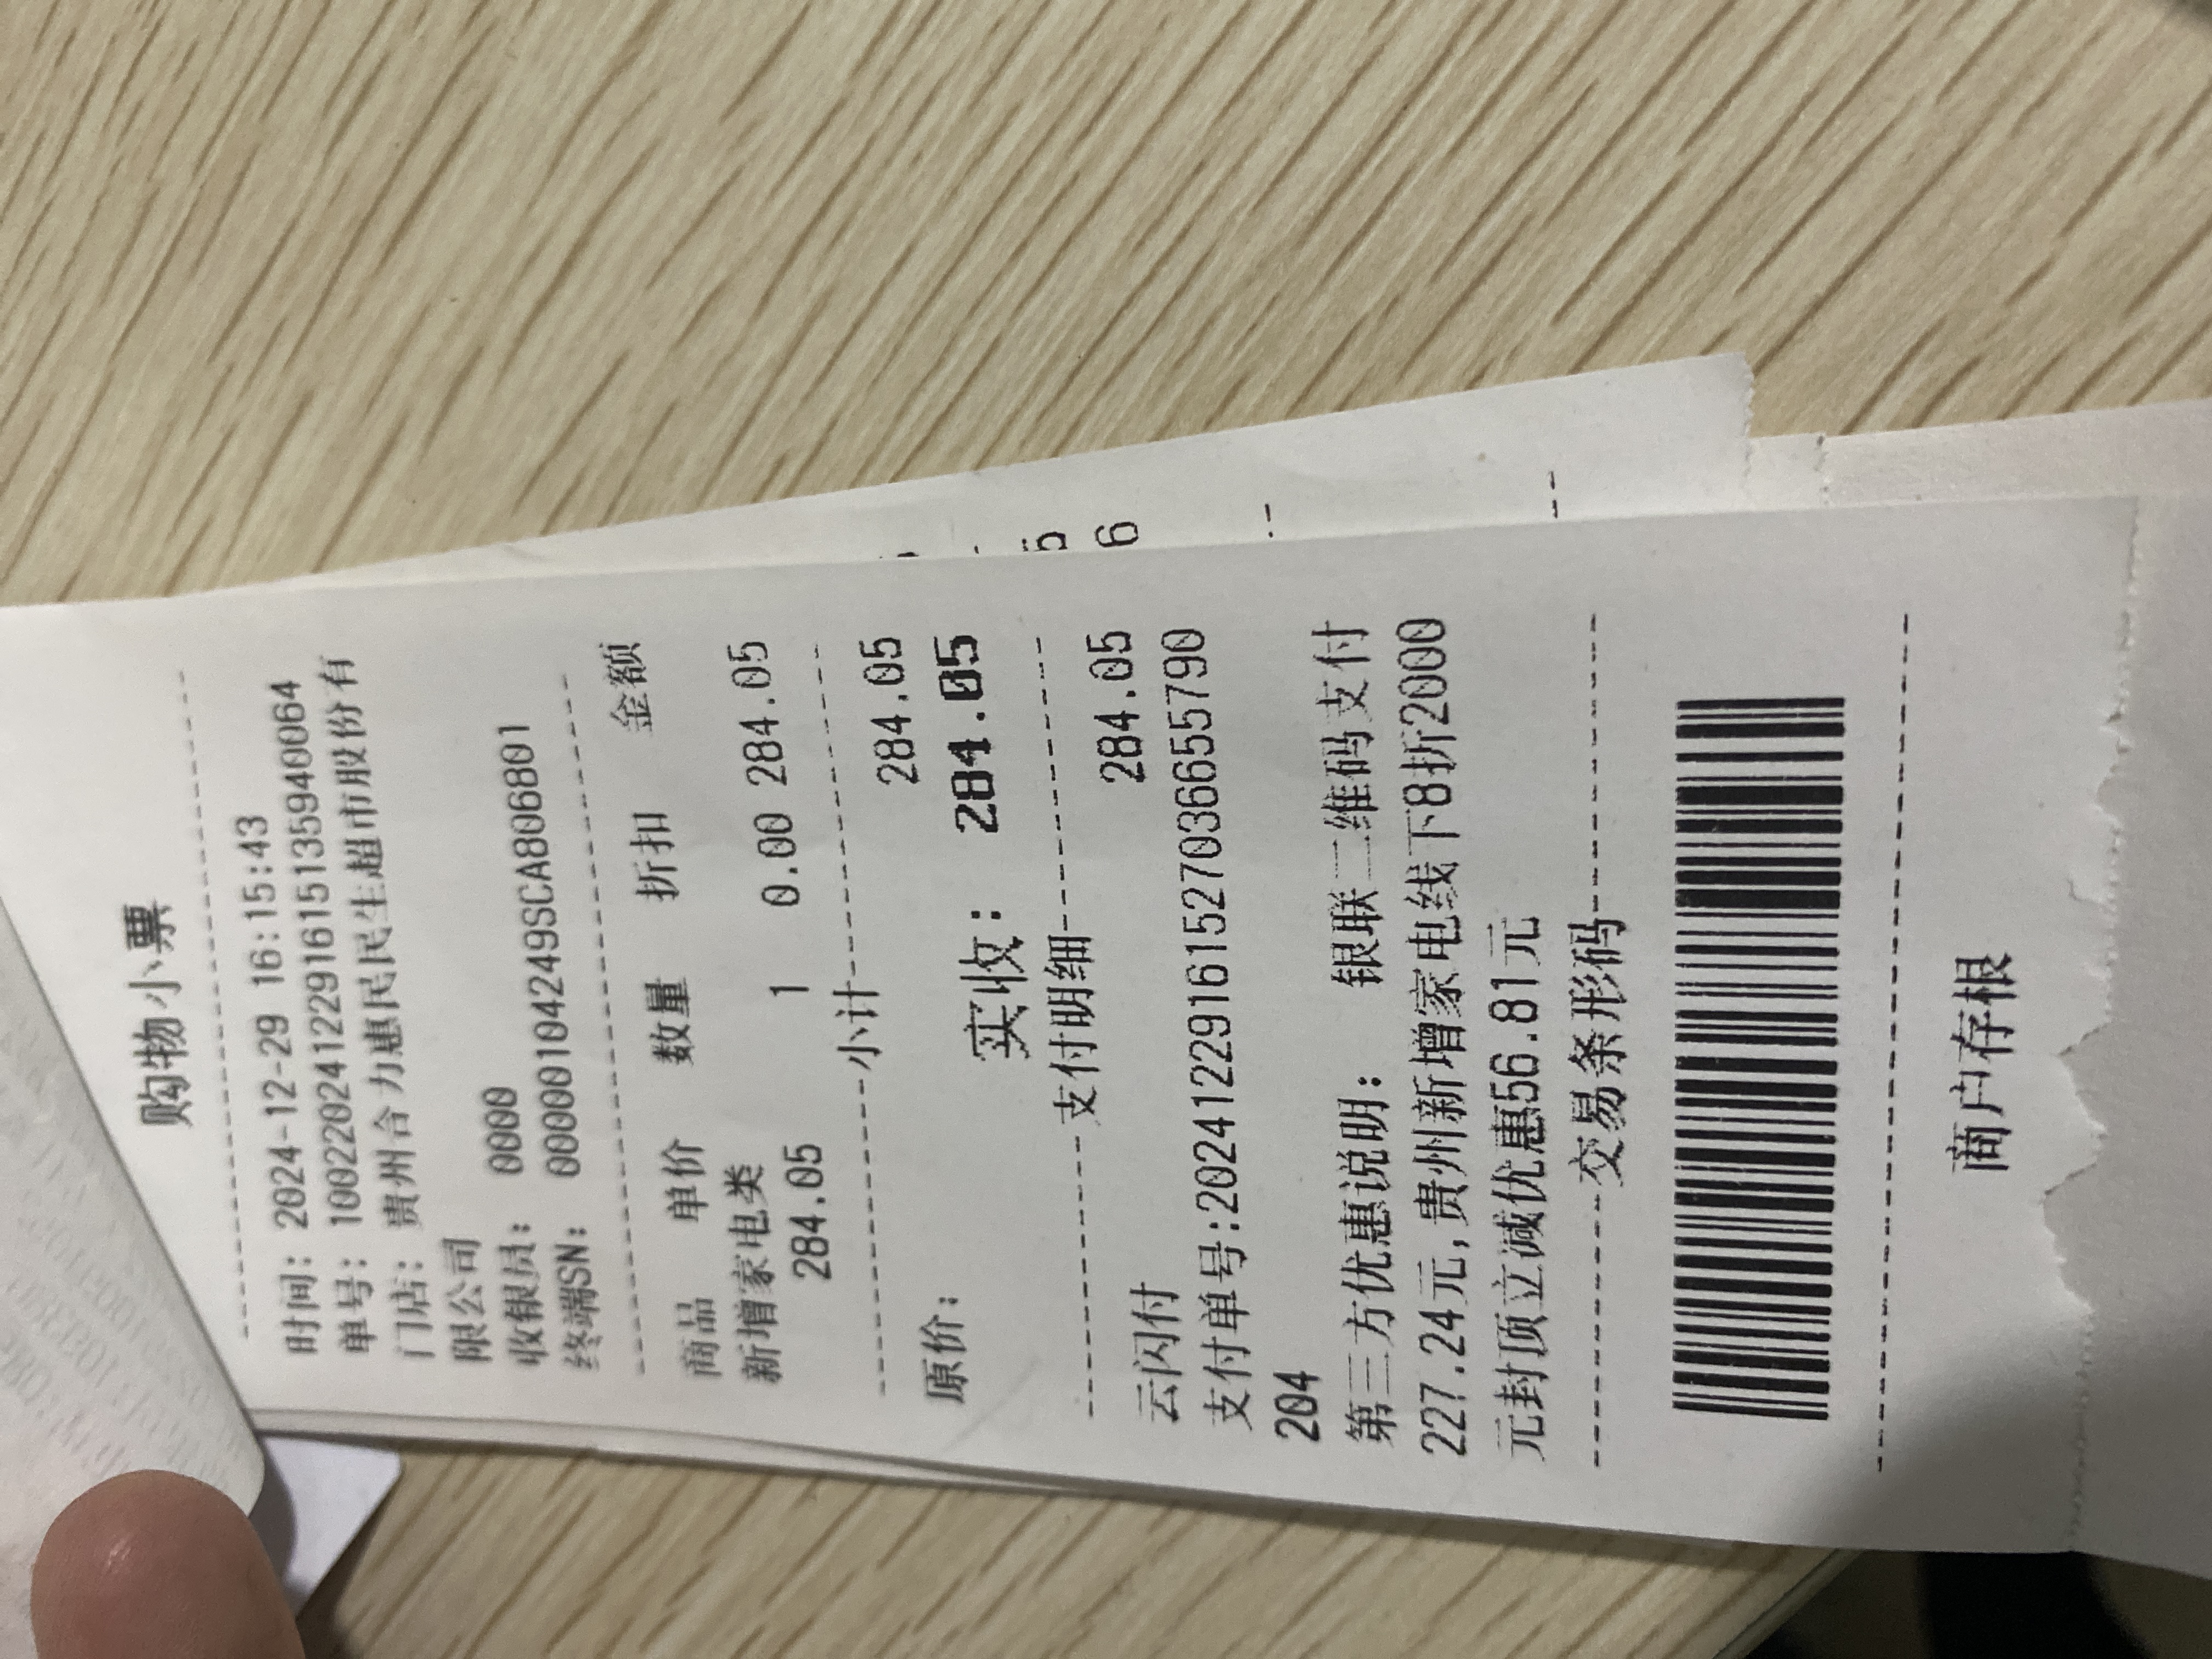 购物小票
时间: 2024-12-29 16:15:43
单号: 100220241229161513594006​4
门店: 贵州合力惠民民生超市股份有
限公司
收银员: 0000
终端SN: 00000104249SCA806801
商品 单价 数量 折扣 金额
新增家电类
284.05 1 0.00 284.05
小计
原价: 284.05
实收: 284.05
支付明细
云闪付 284.05
支付单号:20241229161527036655790
204
第三方优惠说明: 银联二维码支付
227.24元,贵州新增家电线下8折2000
元封顶立减优惠56.81元
交易条形码
商户存根
5
6